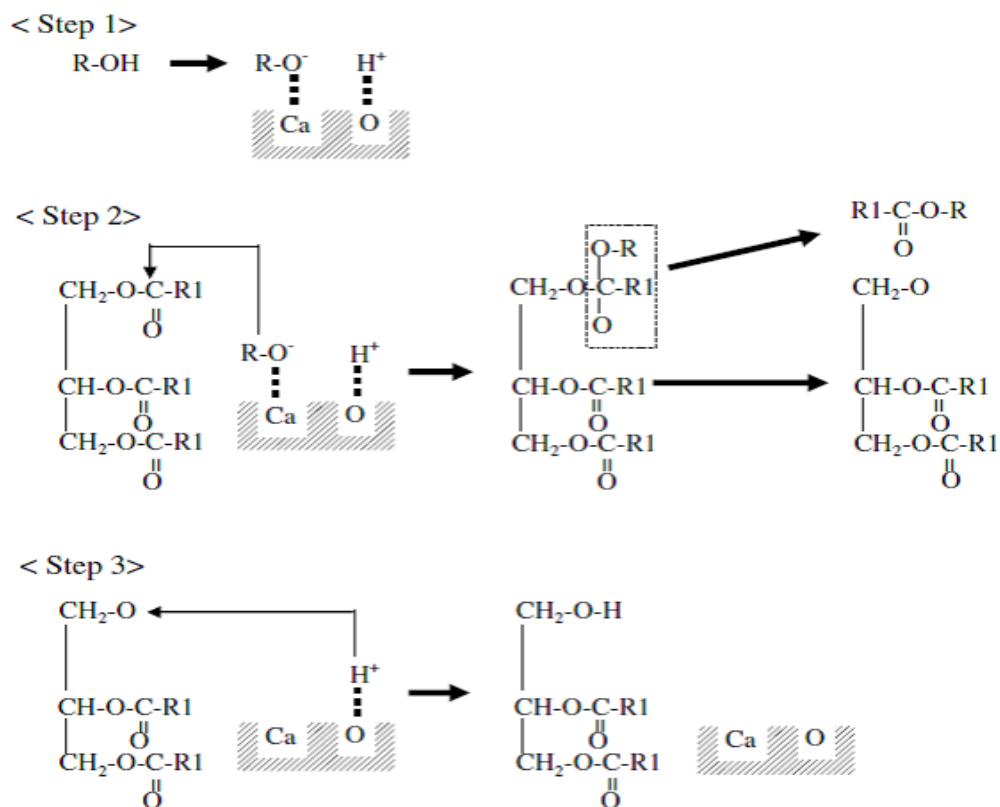 < Step 1>
R-OH R-O⁻ H⁺
Ca O
< Step 2>
R1-C-O-R
O
O-R
CH₂-O-C-R1 CH₂-O-C-R1 CH₂-O
O O
R-O⁻ H⁺
CH-O-C-R1 CH-O-C-R1 CH-O-C-R1
O Ca O O O
CH₂-O-C-R1 CH₂-O-C-R1 CH₂-O-C-R1
O O O
< Step 3>
CH₂-O CH₂-O-H
H⁺
CH-O-C-R1 CH-O-C-R1
O Ca O O Ca O
CH₂-O-C-R1 CH₂-O-C-R1
O O